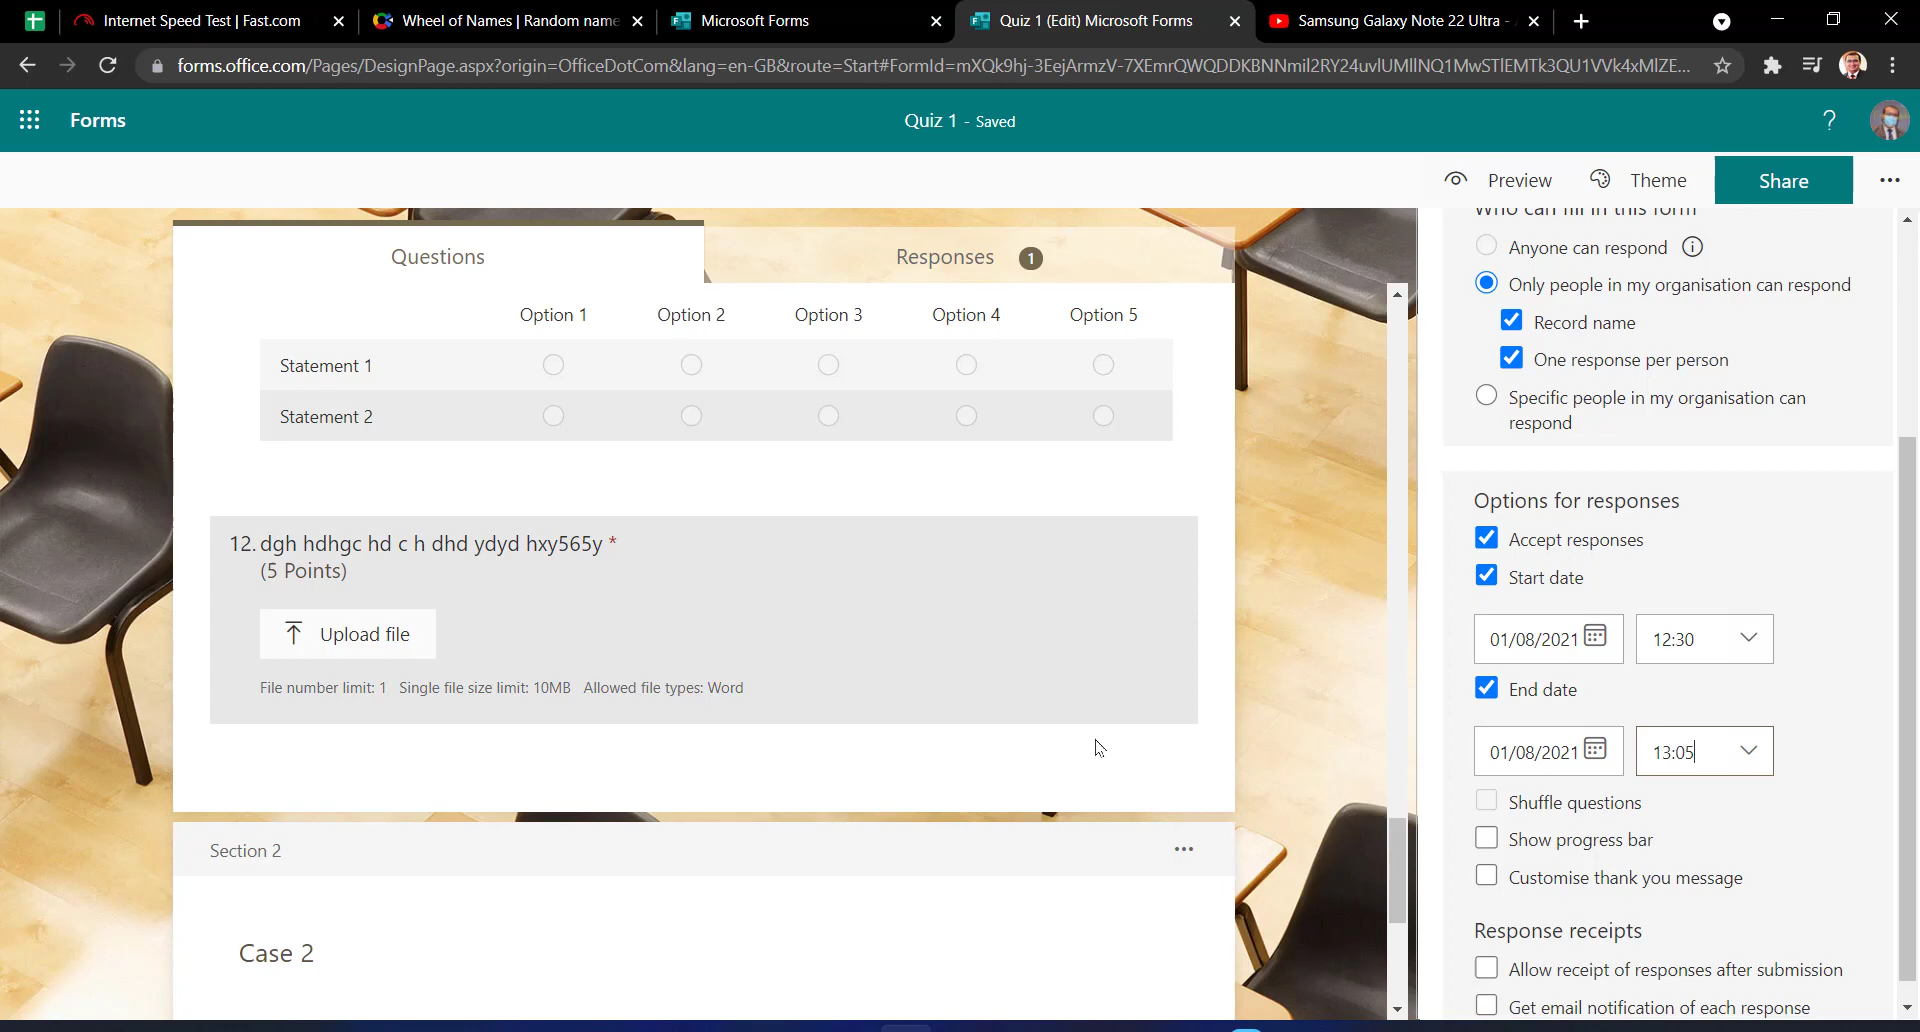 Internet Speed Test | Fast.com
Wheel of Names | Random name
Microsoft Forms
Quiz 1 (Edit) Microsoft Forms
Samsung Galaxy Note 22 Ultra -
forms.office.com/Pages/DesignPage.aspx?origin=OfficeDotCom&lang=en-GB&route=Start#FormId=mXQk9hj-3EejArmzV-7XEmrQWQDDKBNNmil2RY24uvlUMllNQ1MwSTlEMTk3QU1VVk4xMlZE...
Forms
Quiz 1 - Saved
?
Preview
Theme
Share
Questions
Responses 1
Option 1 Option 2 Option 3 Option 4 Option 5
Statement 1
Statement 2
12. dgh hdhgc hd c h dhd ydyd hxy565y *
(5 Points)
Upload file
File number limit: 1 Single file size limit: 10MB Allowed file types: Word
Section 2
Case 2
Who can fill in this form
Anyone can respond
Only people in my organisation can respond
Record name
One response per person
Specific people in my organisation can
respond
Options for responses
Accept responses
Start date
01/08/2021 12:30
End date
01/08/2021 13:05
Shuffle questions
Show progress bar
Customise thank you message
Response receipts
Allow receipt of responses after submission
Get email notification of each response